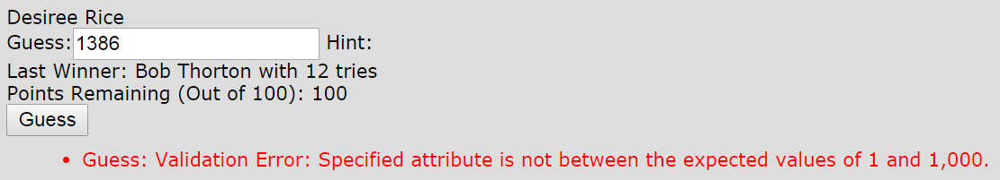 Desiree Rice
Guess: 1386 Hint:
Last Winner: Bob Thorton with 12 tries
Points Remaining (Out of 100): 100
Guess
• Guess: Validation Error: Specified attribute is not between the expected values of 1 and 1,000.